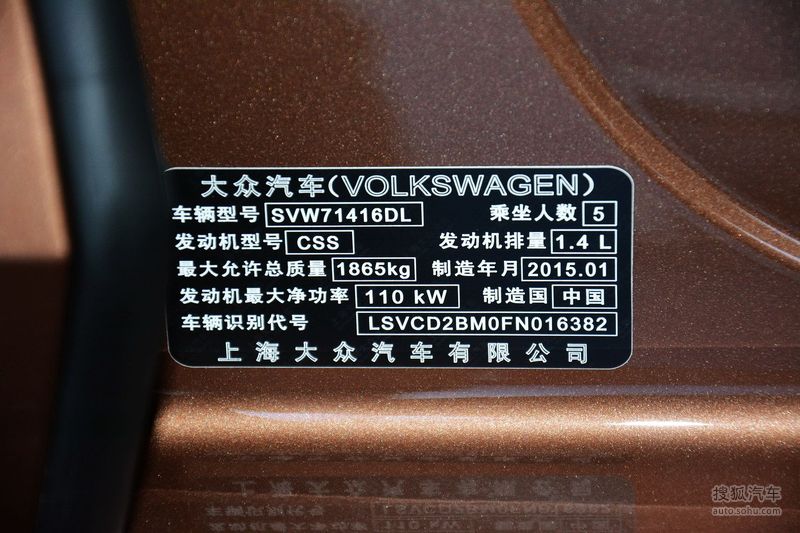 大众汽车(VOLKSWAGEN)
车辆型号 SVW71416DL 乘坐人数 5
发动机型号 CSS 发动机排量 1.4 L
最大允许总质量 1865kg 制造年月 2015.01
发动机最大净功率 110 kW 制造国 中国
车辆识别代号 LSVCD2BM0FN016382
上海大众汽车有限公司
搜狐汽车
auto.sohu.com